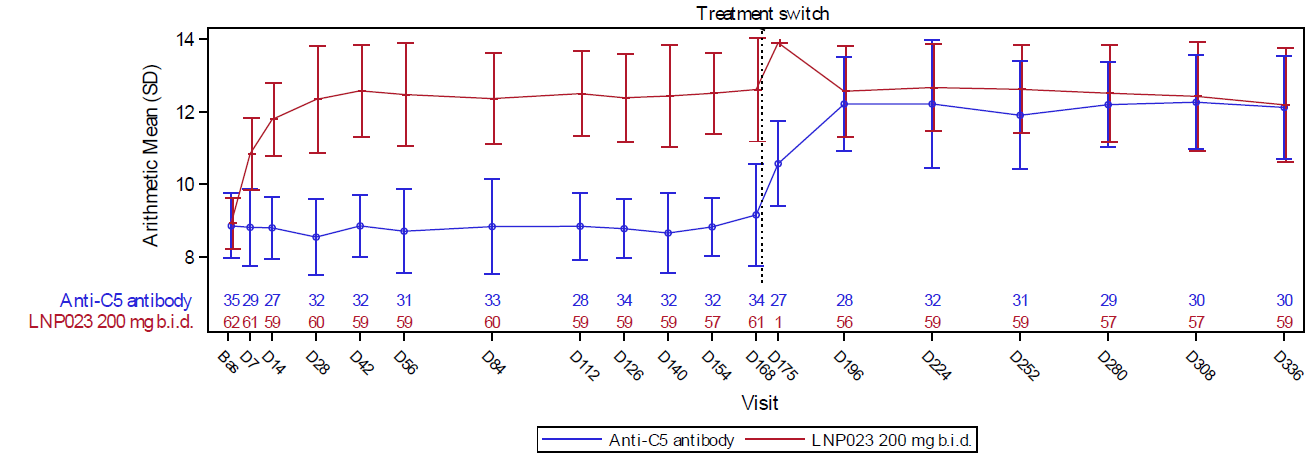 Treatment switch
Arithmetic Mean (SD)
14
12
10
8
Anti-C5 antibody 35 29 27 32 32 31 33 28 34 32 32 34 27 28 32 31 29 30 30
LNP023 200 mg b.i.d. 62 61 59 60 59 59 60 59 59 59 57 61 1 56 59 59 57 57 59
Bas D7 D14 D28 D42 D56 D84 D112 D126 D140 D154 D168 D175 D196 D224 D252 D280 D308 D336
Visit
Anti-C5 antibody LNP023 200 mg b.i.d.